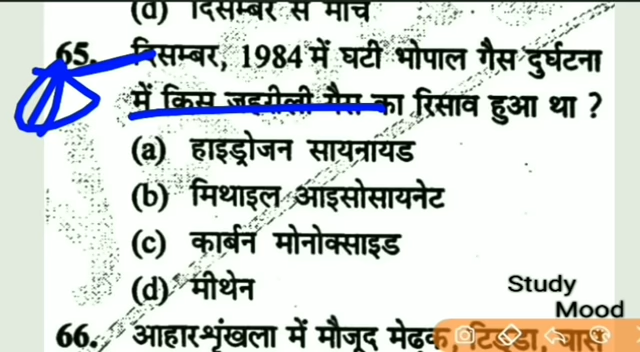 (d) दिसम्बर से मार्च
65. दिसम्बर, 1984 में घटी भोपाल गैस दुर्घटना
में किस जहरीली गैस का रिसाव हुआ था ?
(a) हाइड्रोजन सायनायड
(b) मिथाइल आइसोसायनेट
(c) कार्बन मोनोक्साइड
(d) मीथेन
Study
Mood
66. आहारशृंखला में मौजूद मेढ़क, टिड्डा, घास